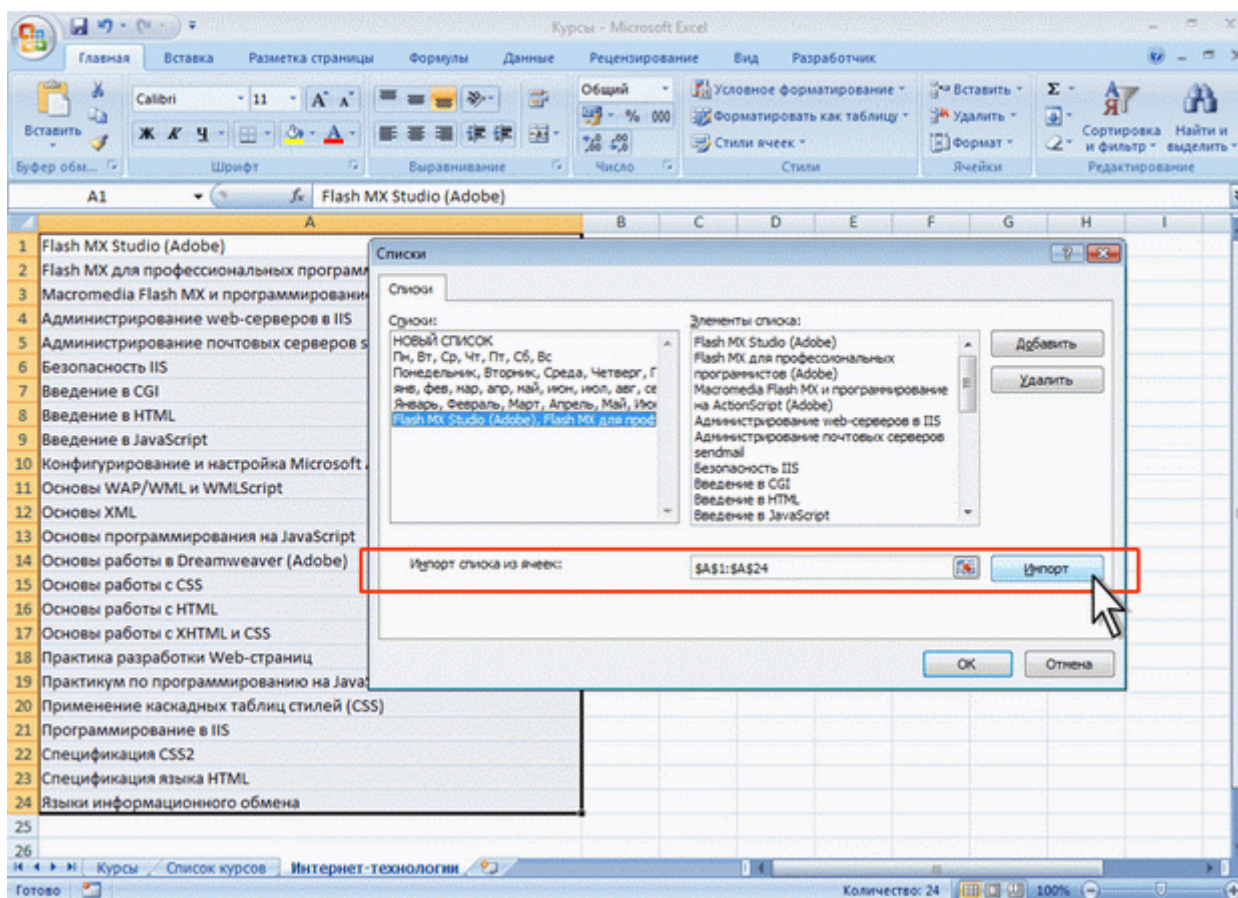 Курсы - Microsoft Excel
Главная Вставка Разметка страницы Формулы Данные Рецензирование Вид Разработчик
Вставить
Calibri 11
Ж К Ч
Общий
% 000
Условное форматирование
Форматировать как таблицу
Стили ячеек
Вставить
Удалить
Формат
Σ
Сортировка и фильтр
Найти и выделить
Буфер обм... Шрифт Выравнивание Число Стили Ячейки Редактирование
A1 fx Flash MX Studio (Adobe)
A B C D E F G H I
1 Flash MX Studio (Adobe)
2 Flash MX для профессиональных програм
3 Macromedia Flash MX и программировани
4 Администрирование web-серверов в IIS
5 Администрирование почтовых серверов s
6 Безопасность IIS
7 Введение в CGI
8 Введение в HTML
9 Введение в JavaScript
10 Конфигурирование и настройка Microsoft
11 Основы WAP/WML и WMLScript
12 Основы XML
13 Основы программирования на JavaScript
14 Основы работы в Dreamweaver (Adobe)
15 Основы работы с CSS
16 Основы работы с HTML
17 Основы работы с XHTML и CSS
18 Практика разработки Web-страниц
19 Практикум по программированию на Java
20 Применение каскадных таблиц стилей (CSS)
21 Программирование в IIS
22 Спецификация CSS2
23 Спецификация языка HTML
24 Языки информационного обмена
25
26
Списки
Списки
Списки:
НОВЫЙ СПИСОК
Пн, Вт, Ср, Чт, Пт, Сб, Вс
Понедельник, Вторник, Среда, Четверг, П
янв, фев, мар, апр, май, июн, июл, авг, се
Январь, Февраль, Март, Апрель, Май, Ию
Flash MX Studio (Adobe), Flash MX для проф
Элементы списка:
Flash MX Studio (Adobe)
Flash MX для профессиональных
программистов (Adobe)
Macromedia Flash MX и программирование
на ActionScript (Adobe)
Администрирование web-серверов в IIS
Администрирование почтовых серверов
sendmail
Безопасность IIS
Введение в CGI
Введение в HTML
Введение в JavaScript
Добавить
Удалить
Импорт списка из ячеек: $A$1:$A$24 Импорт
OK Отмена
Курсы Список курсов Интернет-технологии
Готово Количество: 24 100%